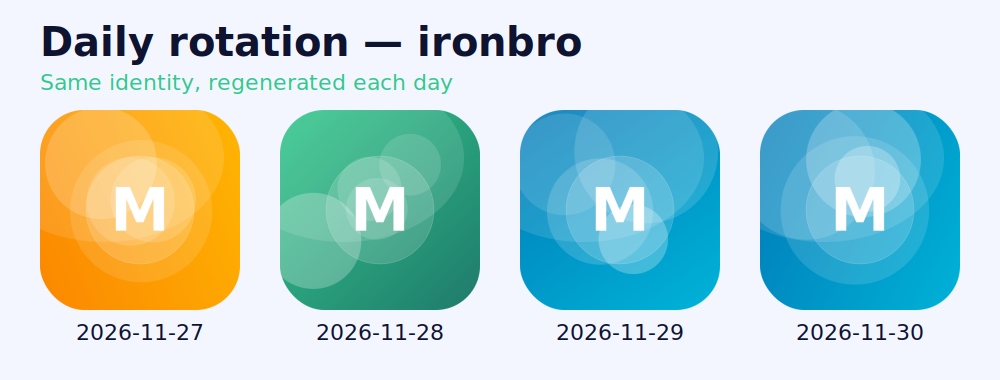 Daily rotation — ironbro
Same identity, regenerated each day
M M M M
2026-11-27 2026-11-28 2026-11-29 2026-11-30